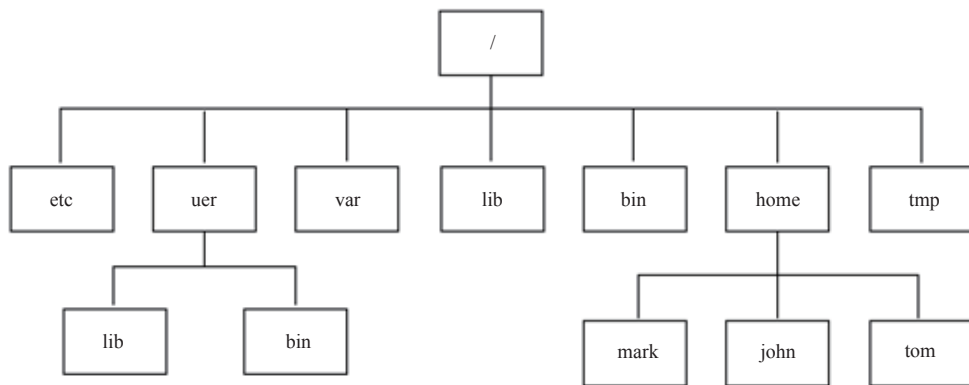 /
etc uer var lib bin home tmp
lib bin
mark john tom